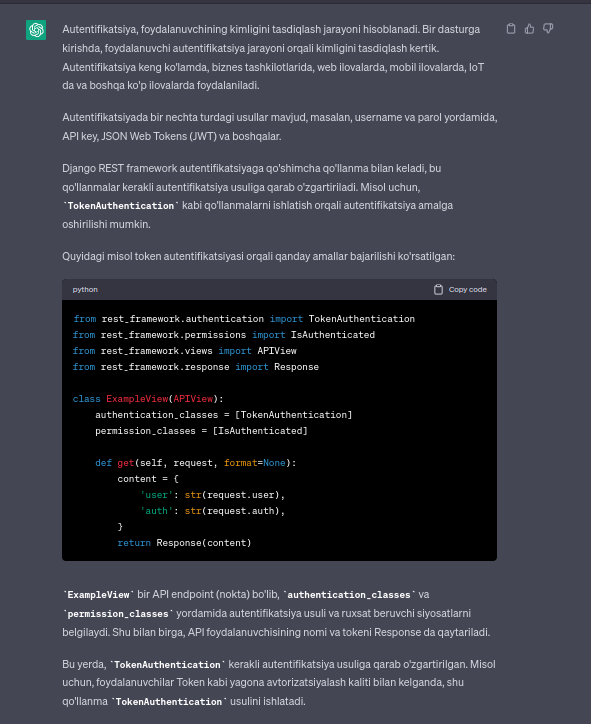 Autentifikatsiya, foydalanuvchining kimligini tasdiqlash jarayoni hisoblanadi. Bir dasturga
kirishda, foydalanuvchi autentifikatsiya jarayoni orqali kimligini tasdiqlash kertik.
Autentifikatsiya keng ko'lamda, biznes tashkilotlarida, web ilovalarda, mobil ilovalarda, IoT
da va boshqa ko'p ilovalarda foydalaniladi.
Autentifikatsiyada bir nechta turdagi usullar mavjud, masalan, username va parol yordamida,
API key, JSON Web Tokens (JWT) va boshqalar.
Django REST framework autentifikatsiyaga qo'shimcha qo'llanma bilan keladi, bu
qo'llanmalar kerakli autentifikatsiya usuliga qarab o'zgartiriladi. Misol uchun,
`TokenAuthentication` kabi qo'llanmalarni ishlatish orqali autentifikatsiya amalga
oshirilishi mumkin.
Quyidagi misol token autentifikatsiyasi orqali qanday amallar bajarilishi ko'rsatilgan:
python Copy code
from rest_framework.authentication import TokenAuthentication
from rest_framework.permissions import IsAuthenticated
from rest_framework.views import APIView
from rest_framework.response import Response
class ExampleView(APIView):
authentication_classes = [TokenAuthentication]
permission_classes = [IsAuthenticated]
def get(self, request, format=None):
content = {
'user': str(request.user),
'auth': str(request.auth),
}
return Response(content)
`ExampleView` bir API endpoint (nokta) bo'lib, `authentication_classes` va
`permission_classes` yordamida autentifikatsiya usuli va ruxsat beruvchi siyosatlarni
belgilaydi. Shu bilan birga, API foydalanuvchisining nomi va tokeni Response da qaytariladi.
Bu yerda, `TokenAuthentication` kerakli autentifikatsiya usuliga qarab o'zgartirilgan. Misol
uchun, foydalanuvchilar Token kabi yagona avtorizatsiyalash kaliti bilan kelganda, shu
qo'llanma `TokenAuthentication` usulini ishlatadi.